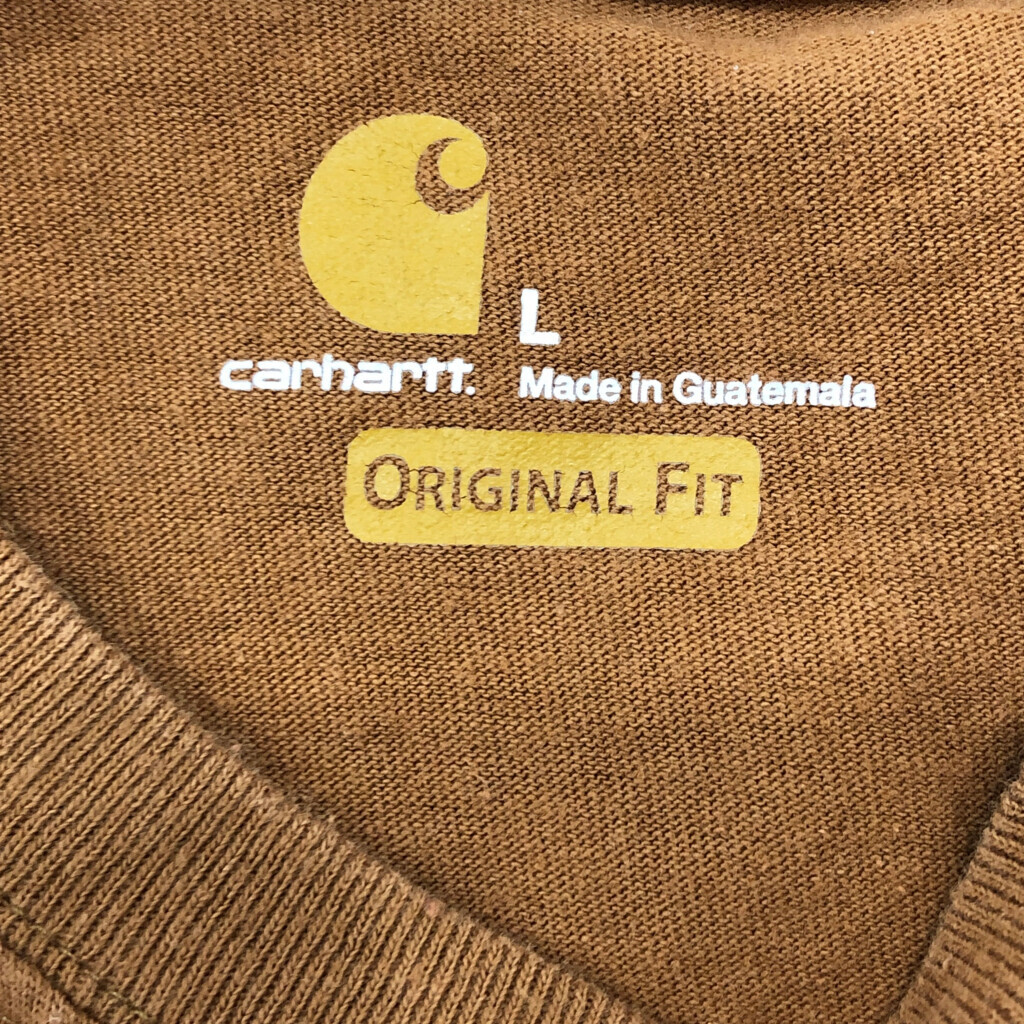 L
carhartt. Made in Guatemala
ORIGINAL FIT